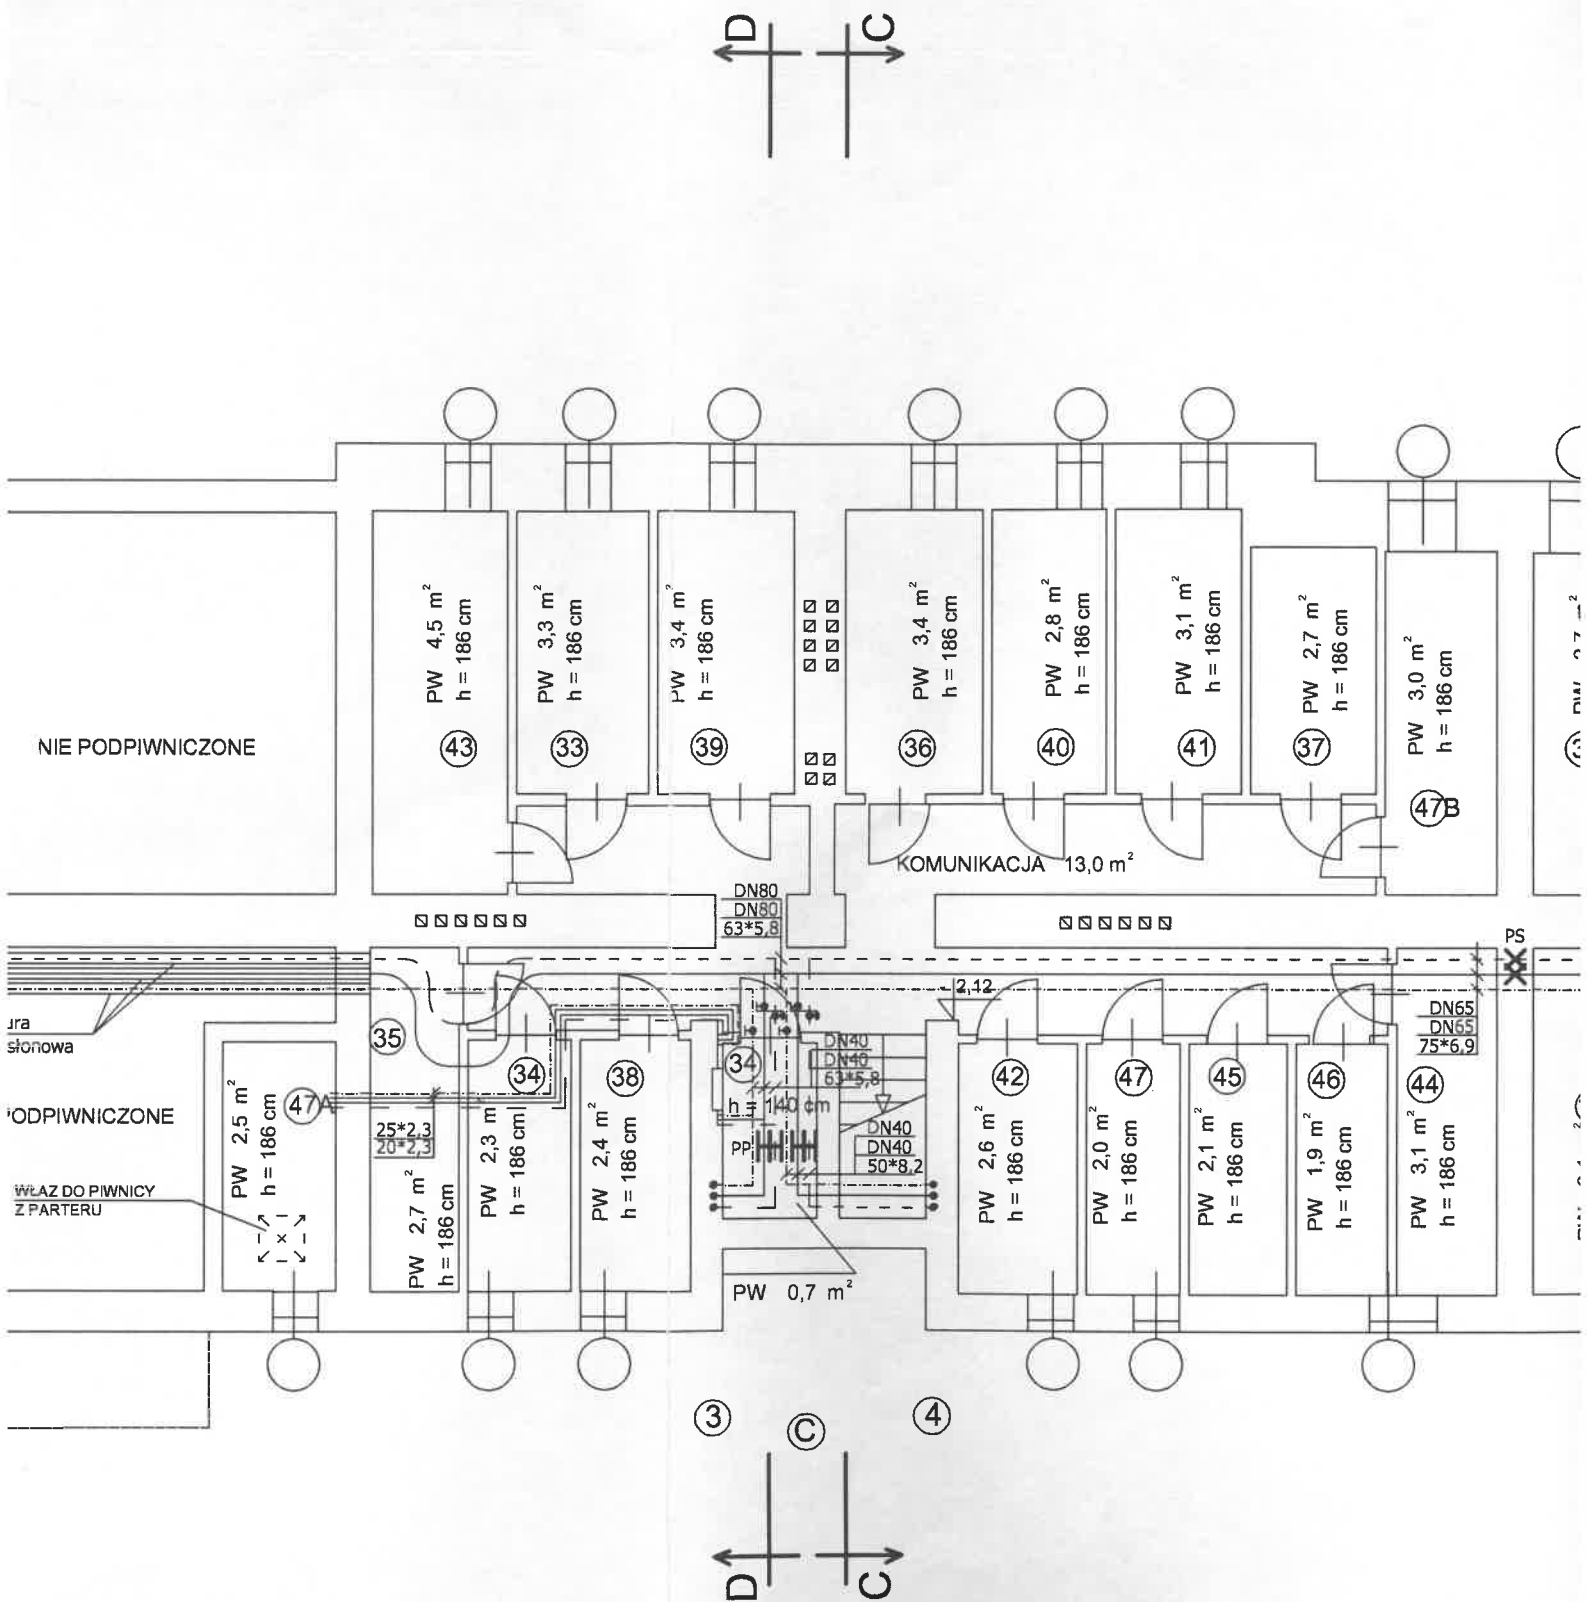 D
C
PW 4,5 m²
h = 186 cm
43
PW 3,3 m²
h = 186 cm
33
PW 3,4 m²
h = 186 cm
39
PW 3,4 m²
h = 186 cm
36
PW 2,8 m²
h = 186 cm
40
PW 3,1 m²
h = 186 cm
41
PW 2,7 m²
h = 186 cm
37
PW 3,0 m²
h = 186 cm
47B
NIE PODPIWNICZONE
KOMUNIKACJA 13,0 m²
DN80
DN80
63*5,8
PS
2,12
DN65
DN65
75*6,9
35
34
38
34
DN40
DN40
63*5,8
h = 140 cm
42
47
45
46
44
47A
PODPIWNICZONE
PW 2,5 m²
h = 186 cm
25*2,3
20*2,3
PW 2,7 m²
h = 186 cm
PW 2,3 m²
h = 186 cm
PW 2,4 m²
h = 186 cm
PP
DN40
DN40
50*8,2
PW 2,6 m²
h = 186 cm
PW 2,0 m²
h = 186 cm
PW 2,1 m²
h = 186 cm
PW 1,9 m²
h = 186 cm
PW 3,1 m²
h = 186 cm
WŁAZ DO PIWNICY
Z PARTERU
PW 0,7 m²
3
C
4
D
C